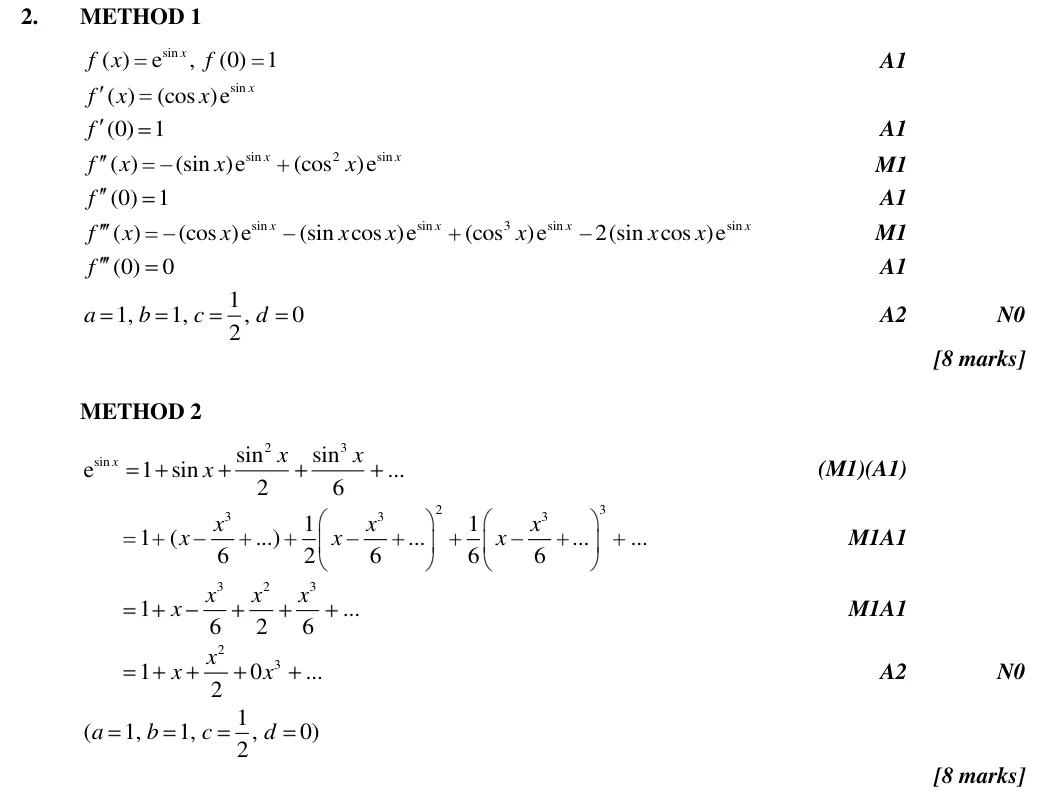 2. METHOD 1
f(x) = e^{sin x}, f(0) = 1 A1
f′(x) = (cos x)e^{sin x}
f′(0) = 1 A1
f″(x) = −(sin x)e^{sin x} + (cos² x)e^{sin x} M1
f″(0) = 1 A1
f‴(x) = −(cos x)e^{sin x} − (sin x cos x)e^{sin x} + (cos³ x)e^{sin x} − 2(sin x cos x)e^{sin x} M1
f‴(0) = 0 A1
a = 1, b = 1, c = 1/2, d = 0 A2 N0
[8 marks]
METHOD 2
e^{sin x} = 1 + sin x + sin² x/2 + sin³ x/6 + ... (M1)(A1)
= 1 + (x − x³/6 + ...) + 1/2 (x − x³/6 + ...)² + 1/6 (x − x³/6 + ...)³ + ... M1A1
= 1 + x − x³/6 + x²/2 + x³/6 + ... M1A1
= 1 + x + x²/2 + 0x³ + ... A2 N0
(a = 1, b = 1, c = 1/2, d = 0)
[8 marks]